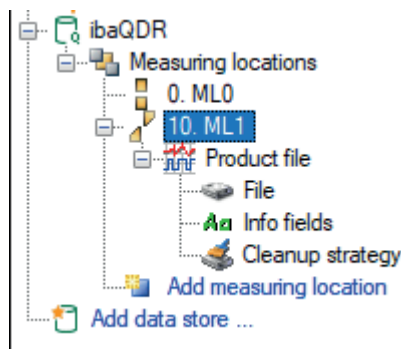 ibaQDR
Measuring locations
0. ML0
10. ML1
Product file
File
Aa Info fields
Cleanup strategy
Add measuring location
Add data store ...